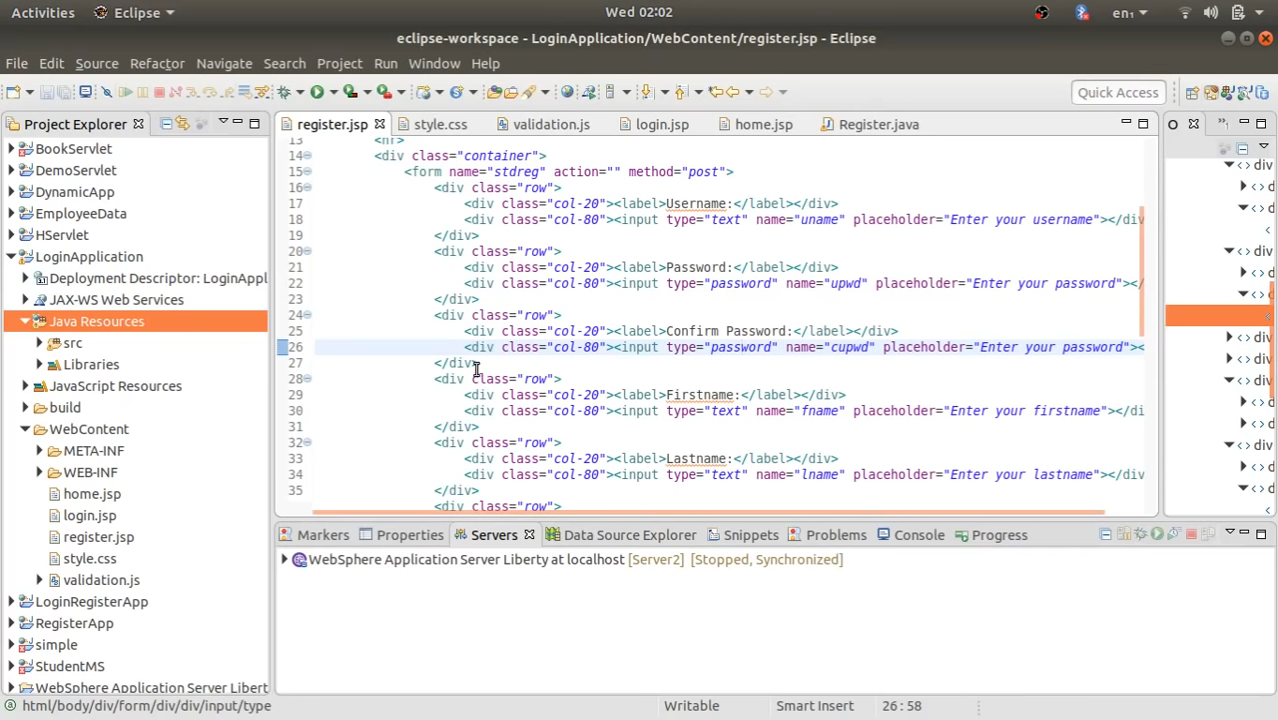 Activities
Eclipse
Wed 02:02
en₁
eclipse-workspace - LoginApplication/WebContent/register.jsp - Eclipse
File Edit Source Refactor Navigate Search Project Run Window Help
Quick Access
Project Explorer
BookServlet
DemoServlet
DynamicApp
EmployeeData
HServlet
LoginApplication
Deployment Descriptor: LoginAppl
JAX-WS Web Services
Java Resources
src
Libraries
JavaScript Resources
build
WebContent
META-INF
WEB-INF
home.jsp
login.jsp
register.jsp
style.css
validation.js
LoginRegisterApp
RegisterApp
simple
StudentMS
WebSphere Application Server Libert
register.jsp style.css validation.js login.jsp home.jsp Register.java
13 <hr>
14 <div class="container">
15 <form name="stdreg" action="" method="post">
16 <div class="row">
17 <div class="col-20"><label>Username:</label></div>
18 <div class="col-80"><input type="text" name="uname" placeholder="Enter your username"></div
19 </div>
20 <div class="row">
21 <div class="col-20"><label>Password:</label></div>
22 <div class="col-80"><input type="password" name="upwd" placeholder="Enter your password"></
23 </div>
24 <div class="row">
25 <div class="col-20"><label>Confirm Password:</label></div>
26 <div class="col-80"><input type="password" name="cupwd" placeholder="Enter your password"><
27 </div>
28 <div class="row">
29 <div class="col-20"><label>Firstname:</label></div>
30 <div class="col-80"><input type="text" name="fname" placeholder="Enter your firstname"></di
31 </div>
32 <div class="row">
33 <div class="col-20"><label>Lastname:</label></div>
34 <div class="col-80"><input type="text" name="lname" placeholder="Enter your lastname"></div
35 </div>
<div class="row">
O
<> div
<> d
<> d
<
<> div
<> d
<> d
<
<> div
<> div
<> d
<> d
<> div
<> d
<> d
<
Markers Properties Servers Data Source Explorer Snippets Problems Console Progress
WebSphere Application Server Liberty at localhost [Server2] [Stopped, Synchronized]
html/body/div/form/div/div/input/type
Writable
Smart Insert
26 : 58